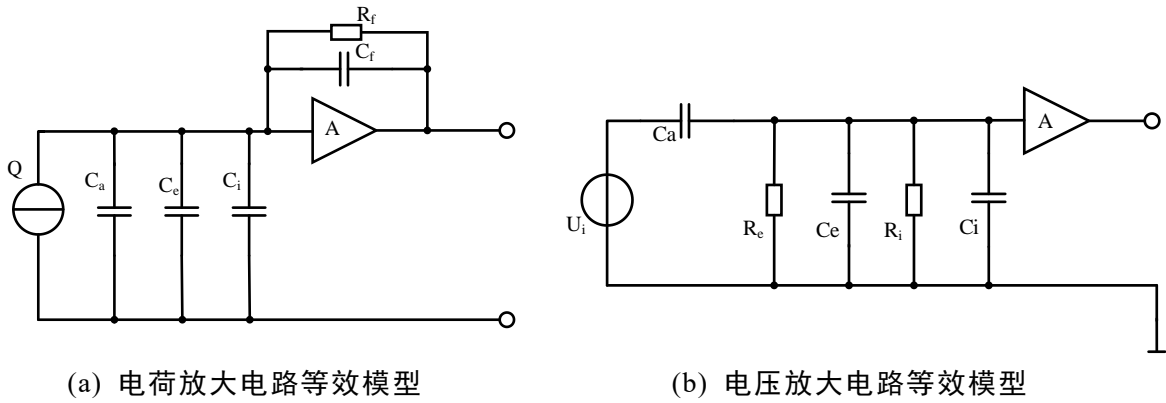 R_f
C_f
A
Q
C_a
C_e
C_i
(a) 电荷放大电路等效模型
Ca
A
U_i
R_e
Ce
R_i
Ci
(b) 电压放大电路等效模型